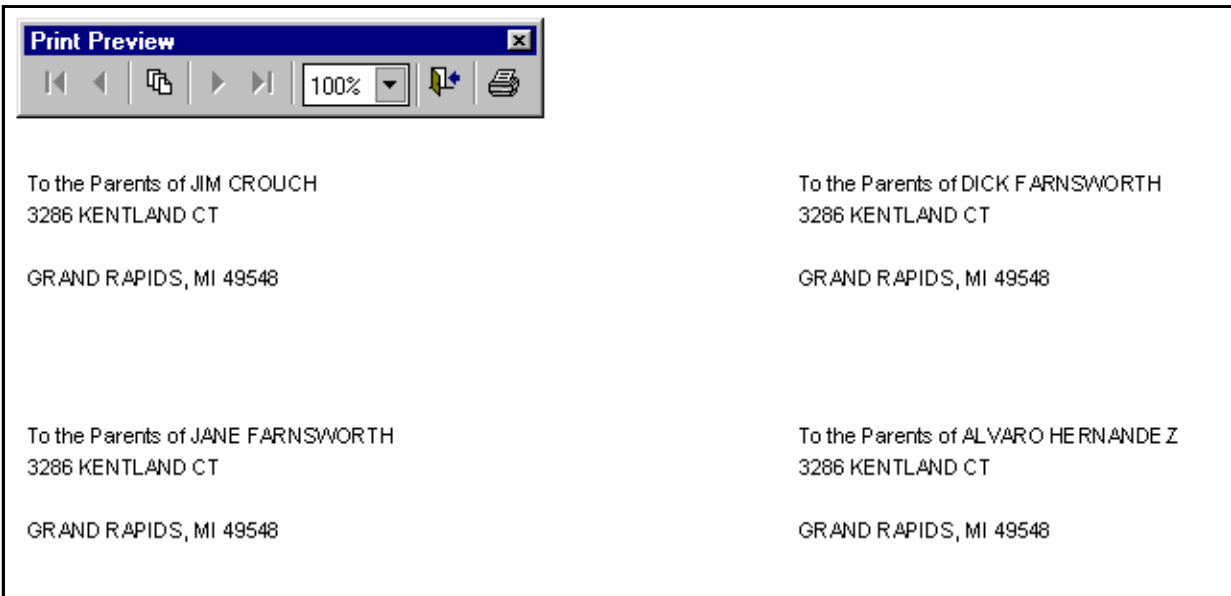 Print Preview
100%
To the Parents of JIM CROUCH
3286 KENTLAND CT
GRAND RAPIDS, MI 49548
To the Parents of DICK FARNSWORTH
3286 KENTLAND CT
GRAND RAPIDS, MI 49548
To the Parents of JANE FARNSWORTH
3286 KENTLAND CT
GRAND RAPIDS, MI 49548
To the Parents of ALVARO HERNANDEZ
3286 KENTLAND CT
GRAND RAPIDS, MI 49548